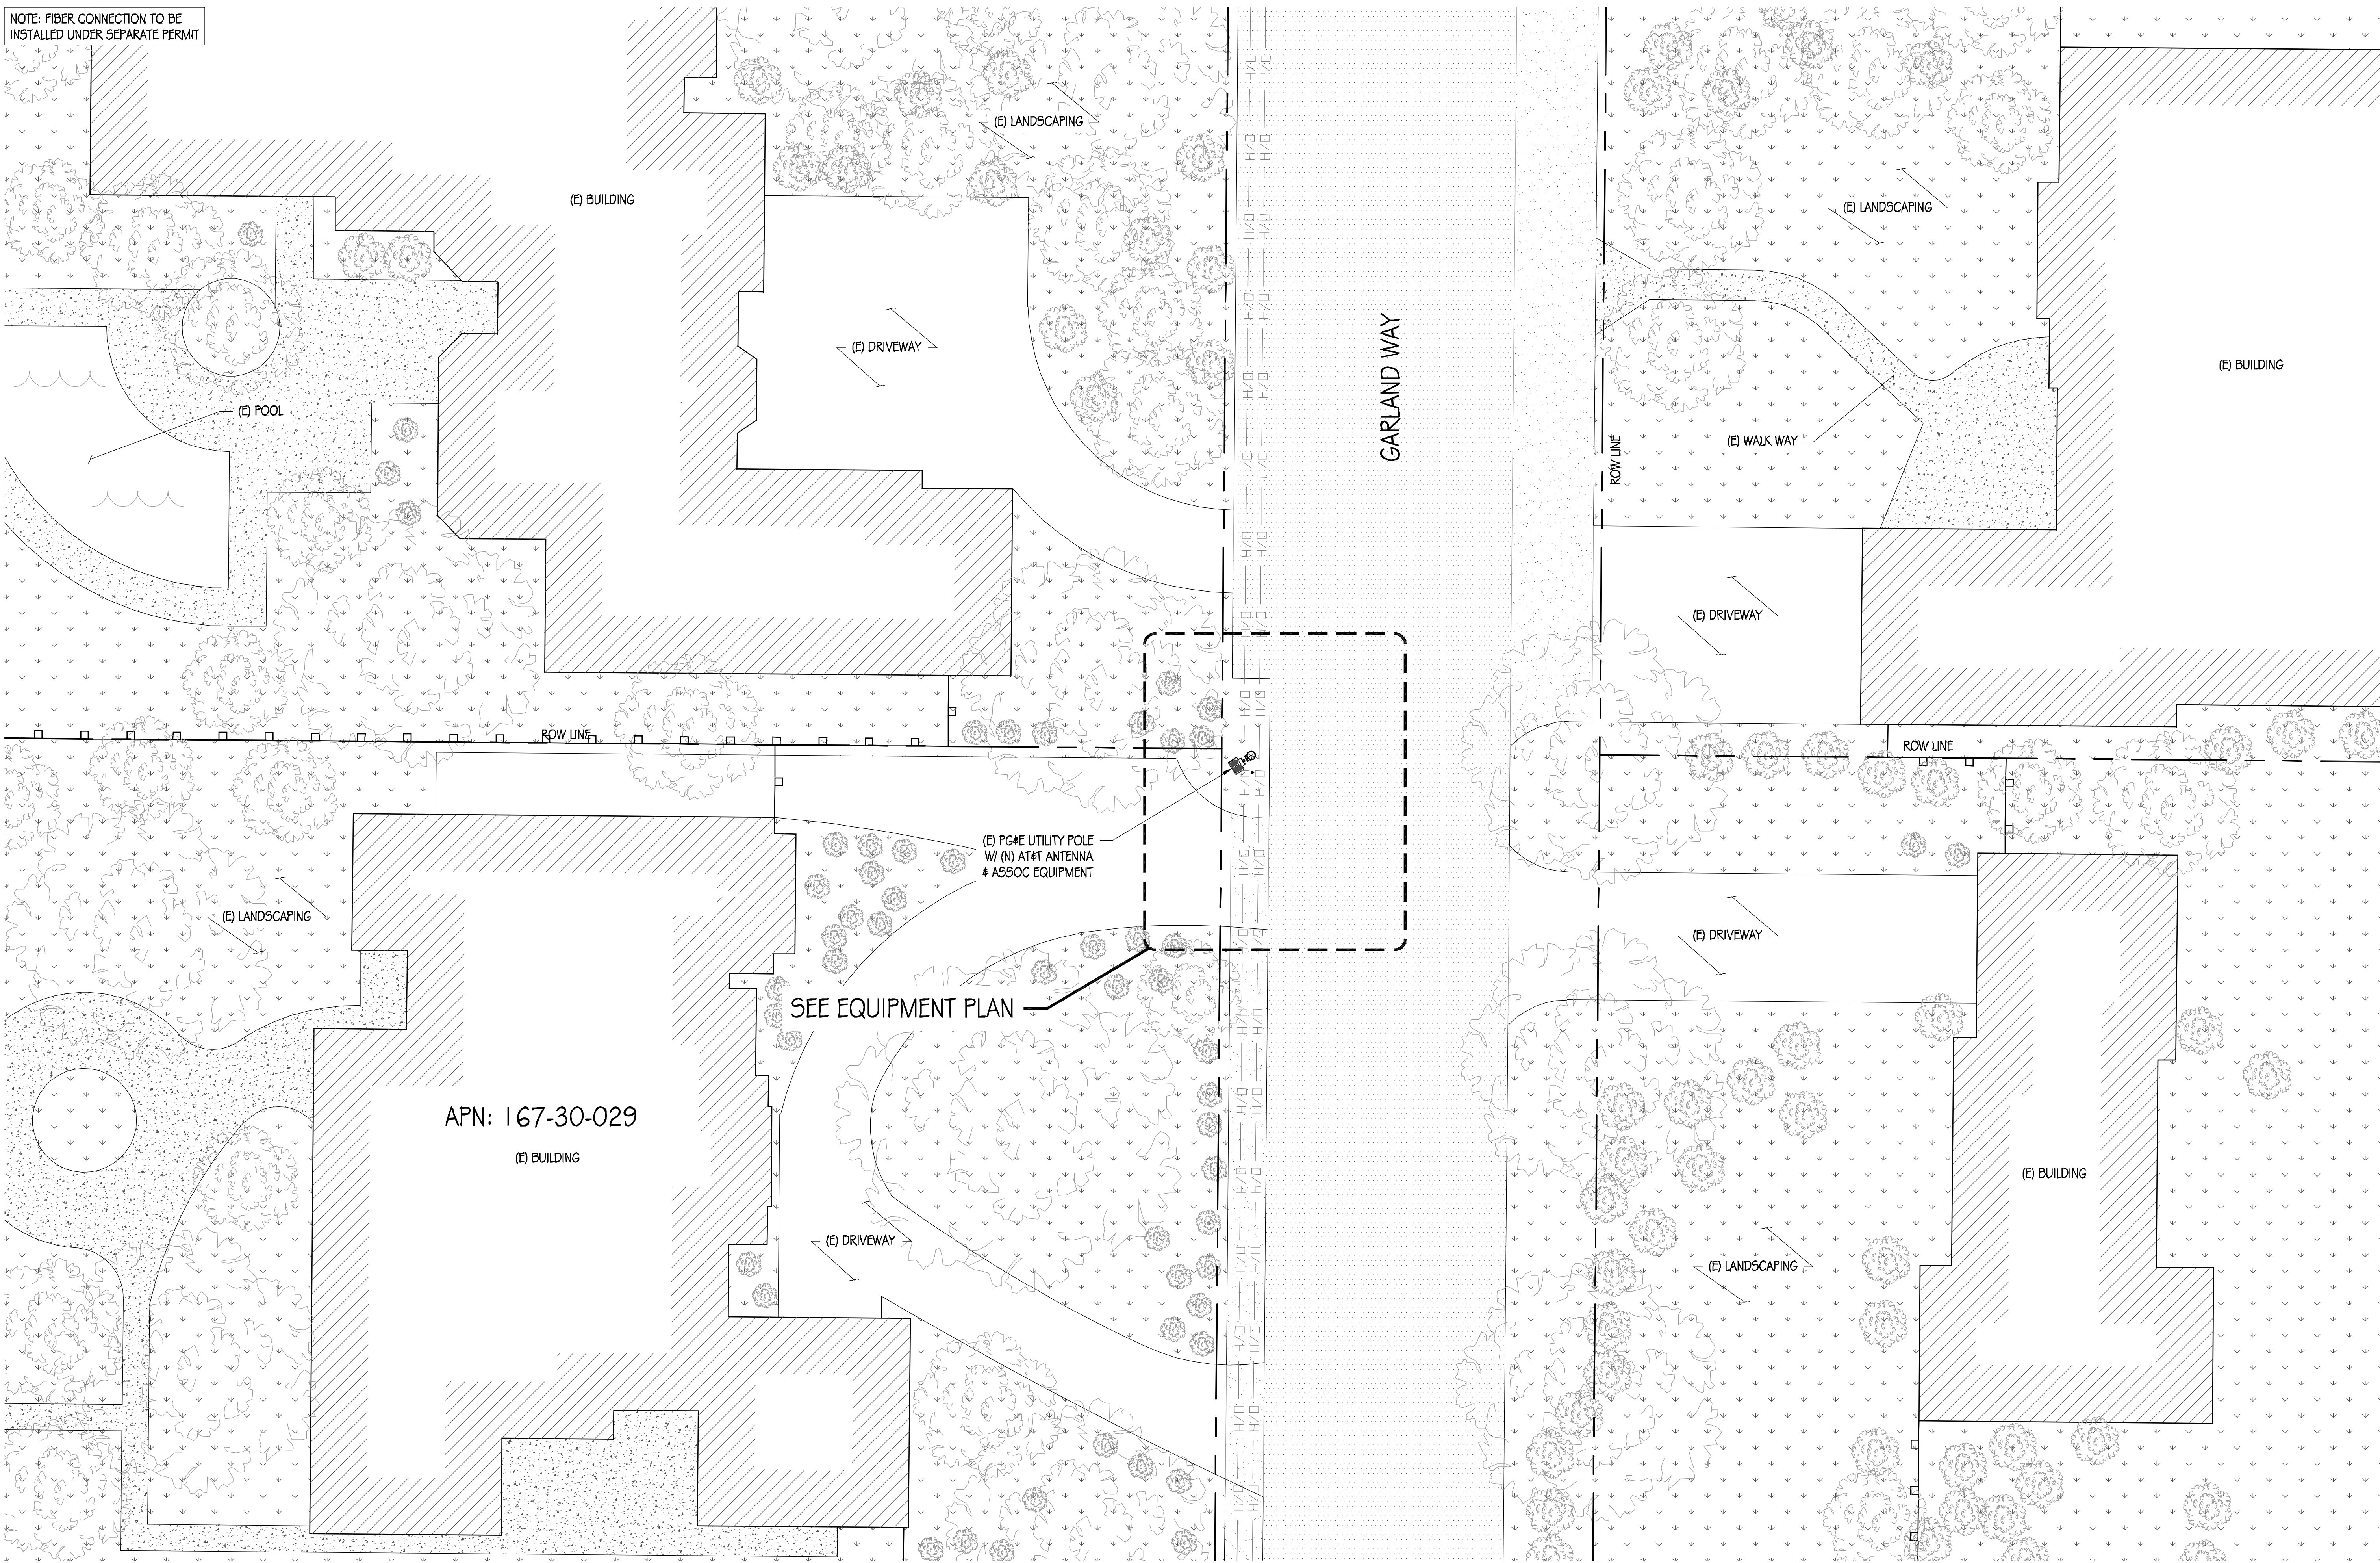 NOTE: FIBER CONNECTION TO BE
INSTALLED UNDER SEPARATE PERMIT
(E) LANDSCAPING
(E) BUILDING
(E) LANDSCAPING
(E) DRIVEWAY
GARLAND WAY
(E) BUILDING
(E) POOL
(E) WALK WAY
ROW LINE
(E) DRIVEWAY
ROW LINE
ROW LINE
(E) PG&E UTILITY POLE
W/ (N) AT&T ANTENNA
& ASSOC EQUIPMENT
(E) LANDSCAPING
(E) DRIVEWAY
SEE EQUIPMENT PLAN
APN: 167-30-029
(E) BUILDING
(E) BUILDING
(E) DRIVEWAY
(E) LANDSCAPING